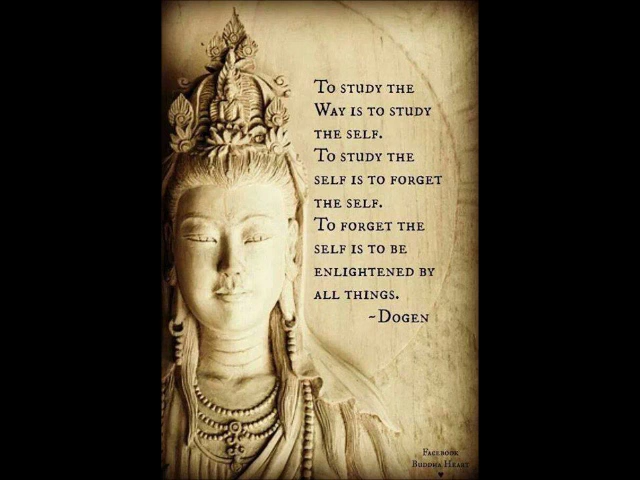 To study the
Way is to study
the self.
To study the
self is to forget
the self.
To forget the
self is to be
enlightened by
all things.
~Dogen
Facebook
Buddha Heart